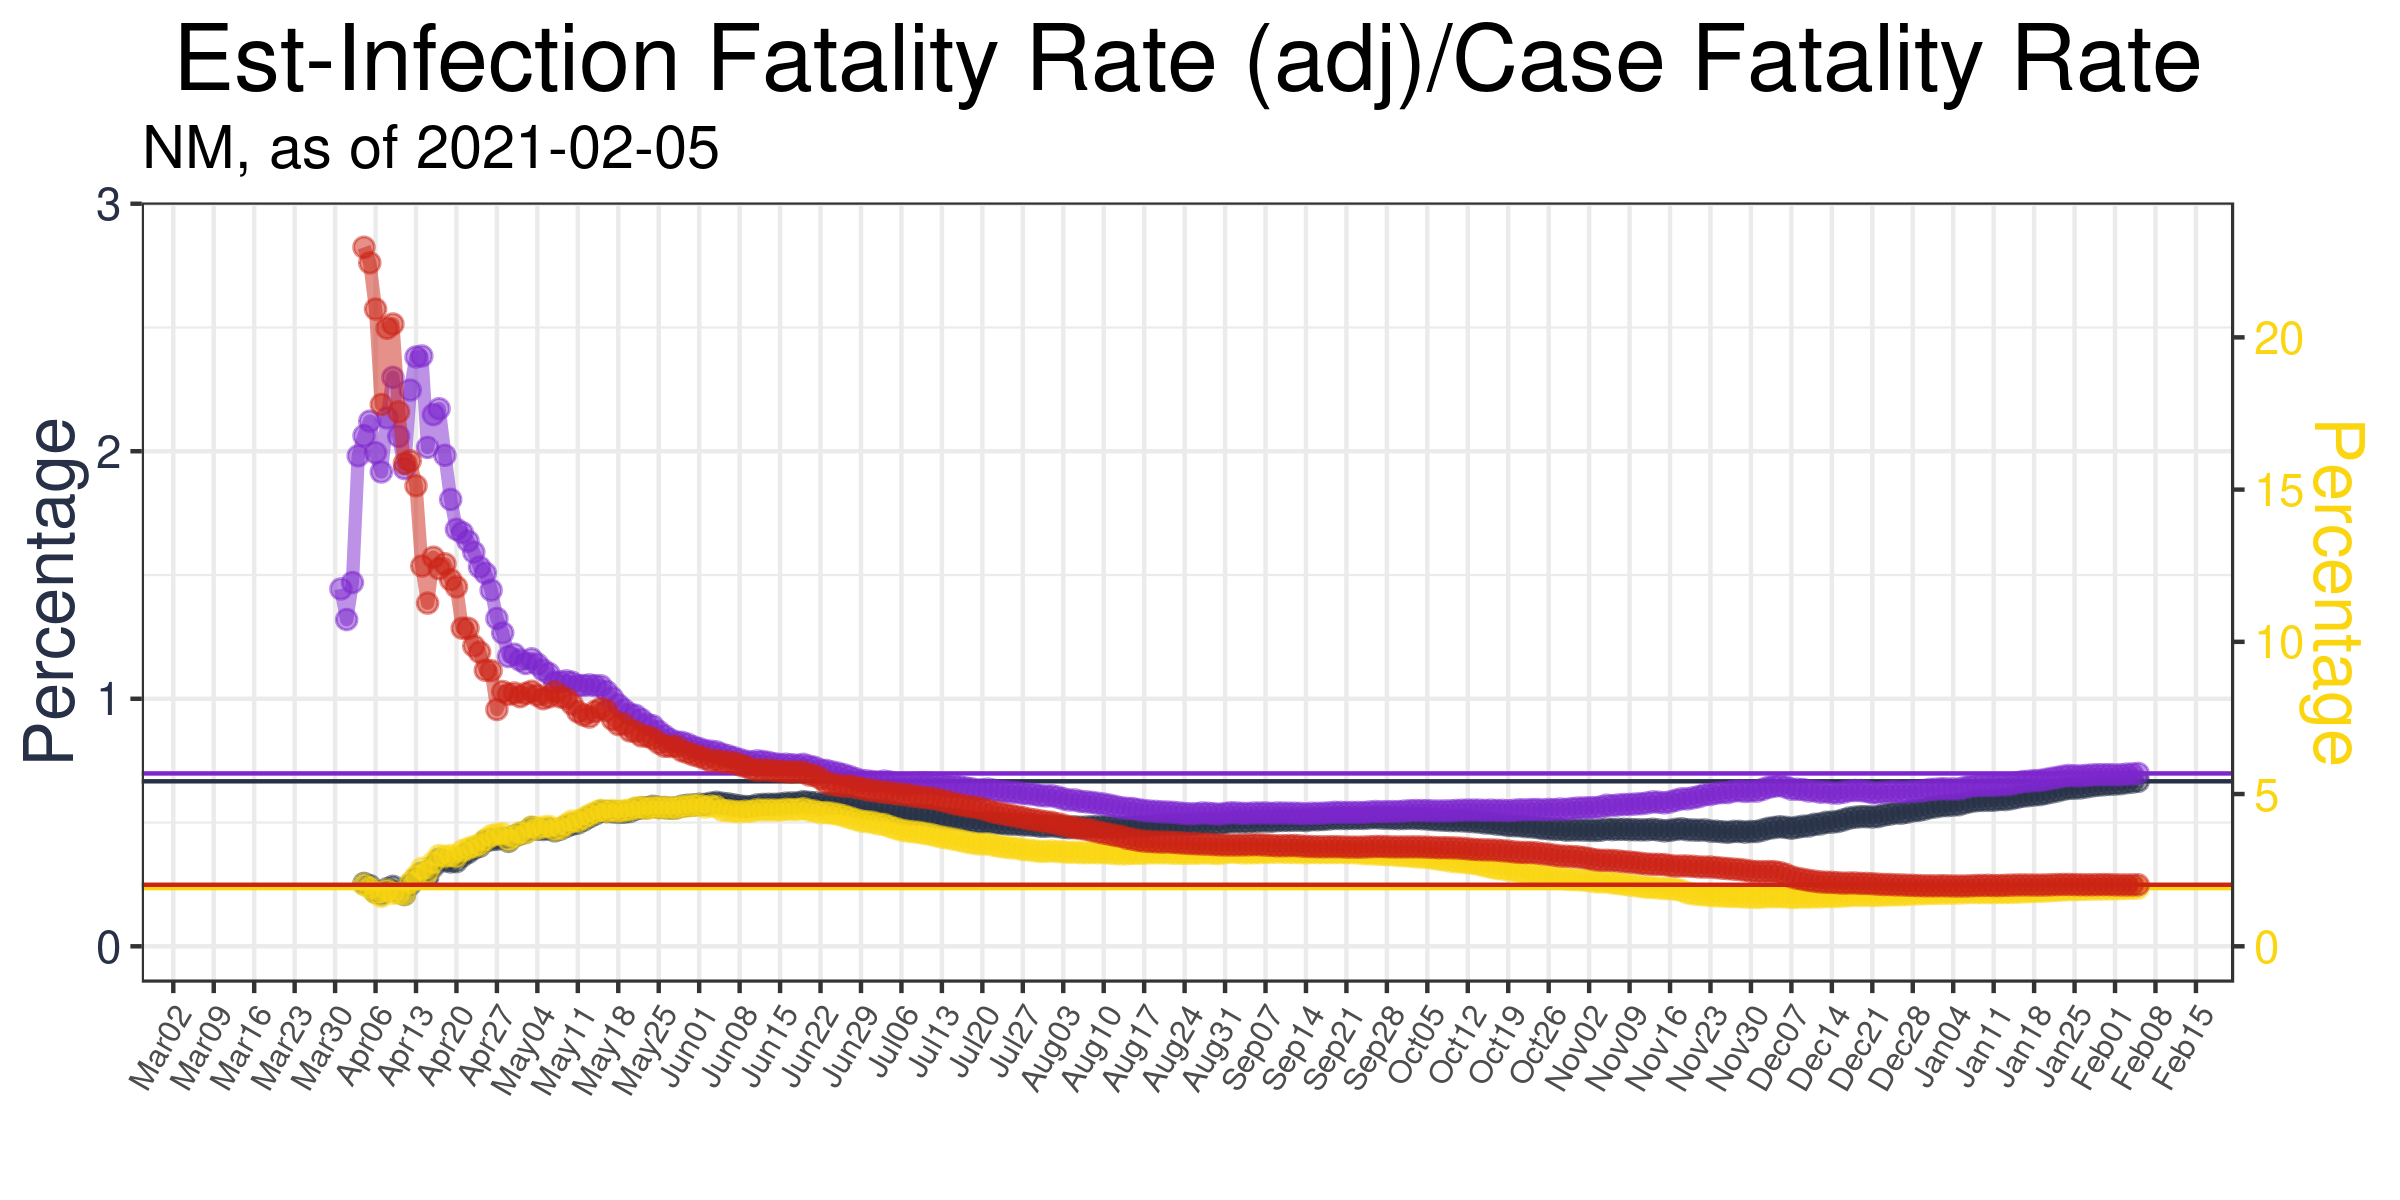 Est-Infection Fatality Rate (adj)/Case Fatality Rate
NM, as of 2021-02-05
Percentage
3
2
1
0
20
15
10
5
0
Percentage
Mar02
Mar09
Mar16
Mar23
Mar30
Apr06
Apr13
Apr20
Apr27
May04
May11
May18
May25
Jun01
Jun08
Jun15
Jun22
Jun29
Jul06
Jul13
Jul20
Jul27
Aug03
Aug10
Aug17
Aug24
Aug31
Sep07
Sep14
Sep21
Sep28
Oct05
Oct12
Oct19
Oct26
Nov02
Nov09
Nov16
Nov23
Nov30
Dec07
Dec14
Dec21
Dec28
Jan04
Jan11
Jan18
Jan25
Feb01
Feb08
Feb15